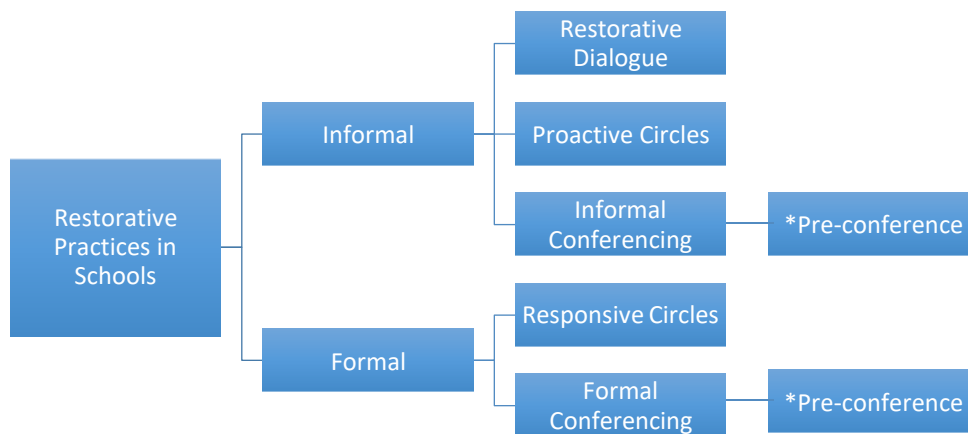 Restorative
Practices in
Schools
Informal
Restorative
Dialogue
Proactive Circles
Informal
Conferencing
*Pre-conference
Formal
Responsive Circles
Formal
Conferencing
*Pre-conference